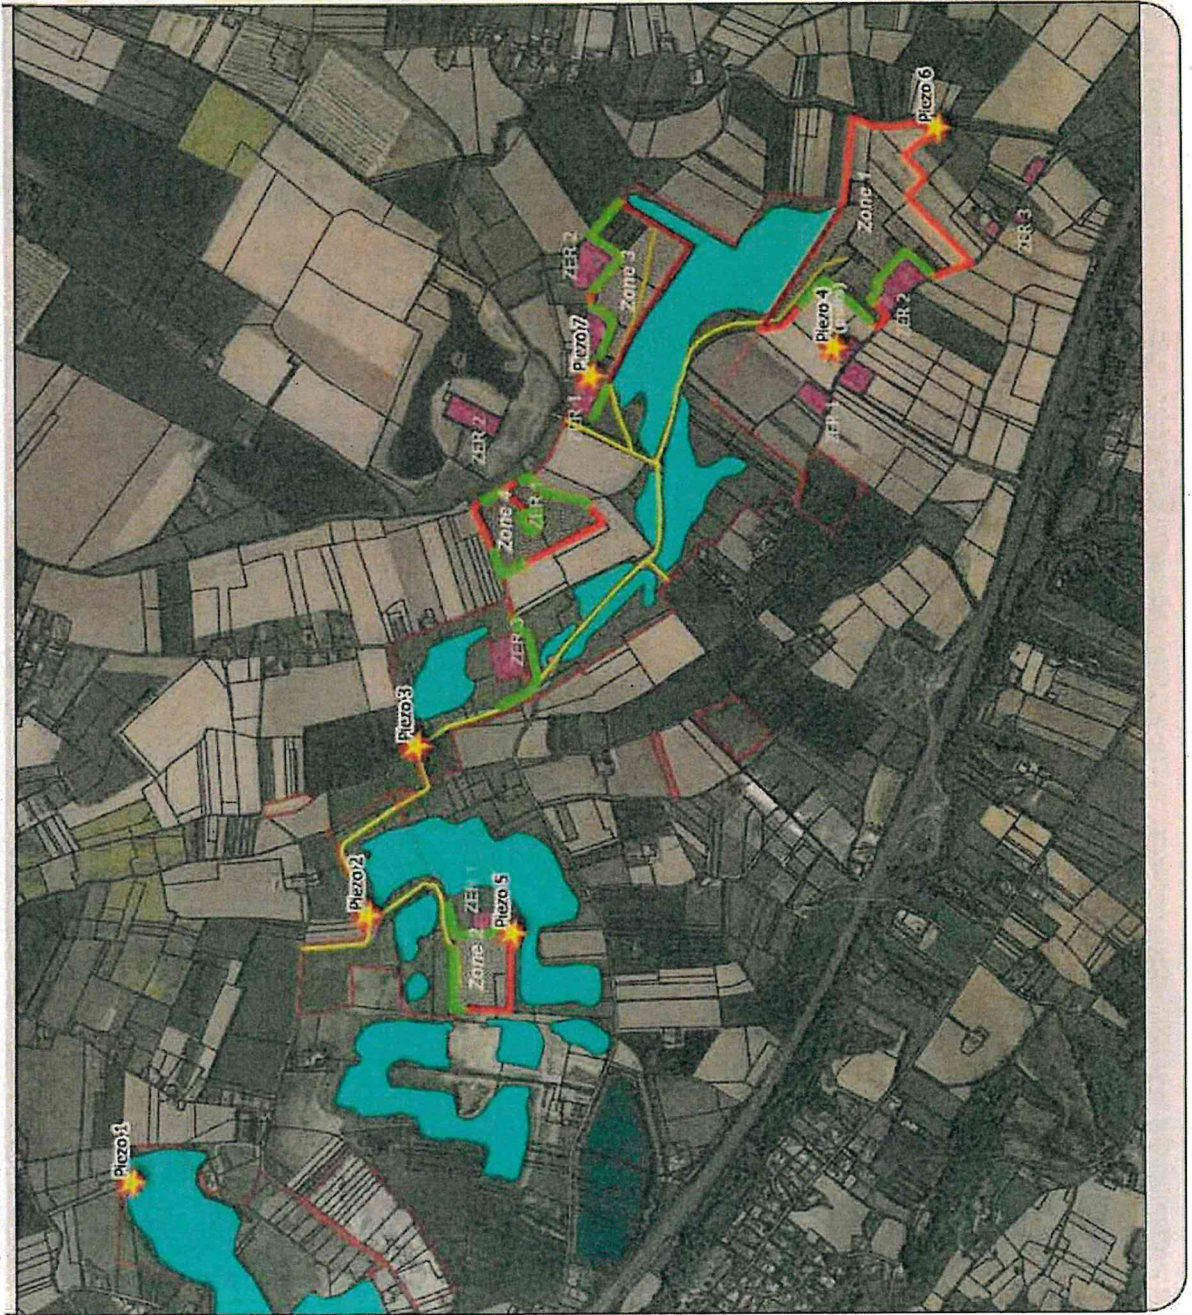 Piezo 1
Piezo 2
Piezo 3
Zone 2
ZER 1
Piezo 5
ZER 3
Zone 4
ZER
ZER 2
ZER 1
Piezo 7
ZER 2
Zone 3
ZER 1
Piezo 4
ZER 2
Zone 1
ZER 3
Piezo 6